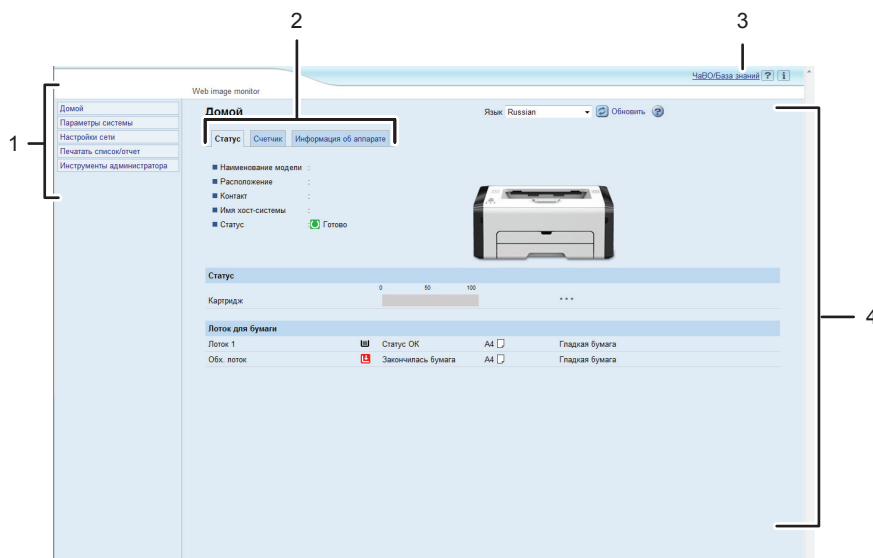 2
3
ЧаВО/База знаний ? i
Web image monitor
1
Домой
Параметры системы
Настройки сети
Печатать список/отчет
Инструменты администратора
Домой
Язык Russian Обновить ?
Статус Счетчик Информация об аппарате
Наименование модели :
Расположение :
Контакт :
Имя хост-системы :
Статус : Готово
Статус
0 50 100
Картридж ***
4
Лоток для бумаги
Лоток 1 Статус ОК A4 Гладкая бумага
Обх. лоток Закончилась бумага A4 Гладкая бумага